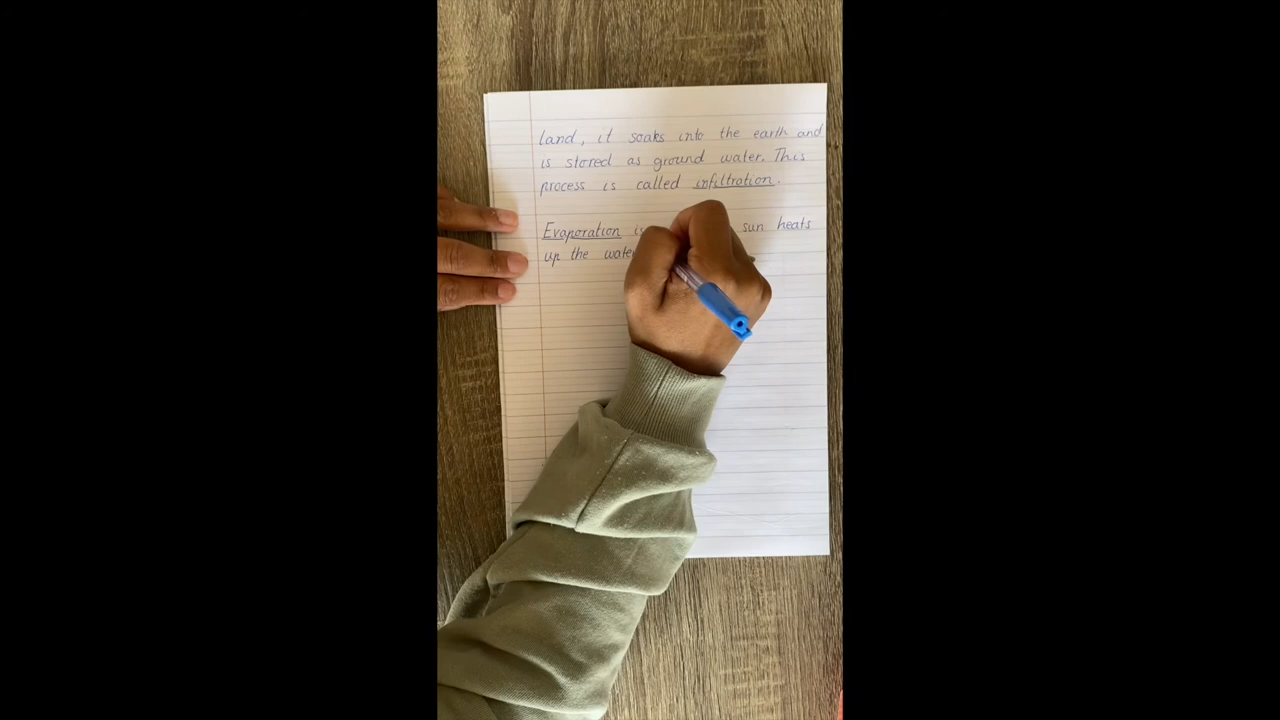 land, it soaks into the earth and
is stored as ground water. This
process is called infiltration.
Evaporation is sun heats
up the water